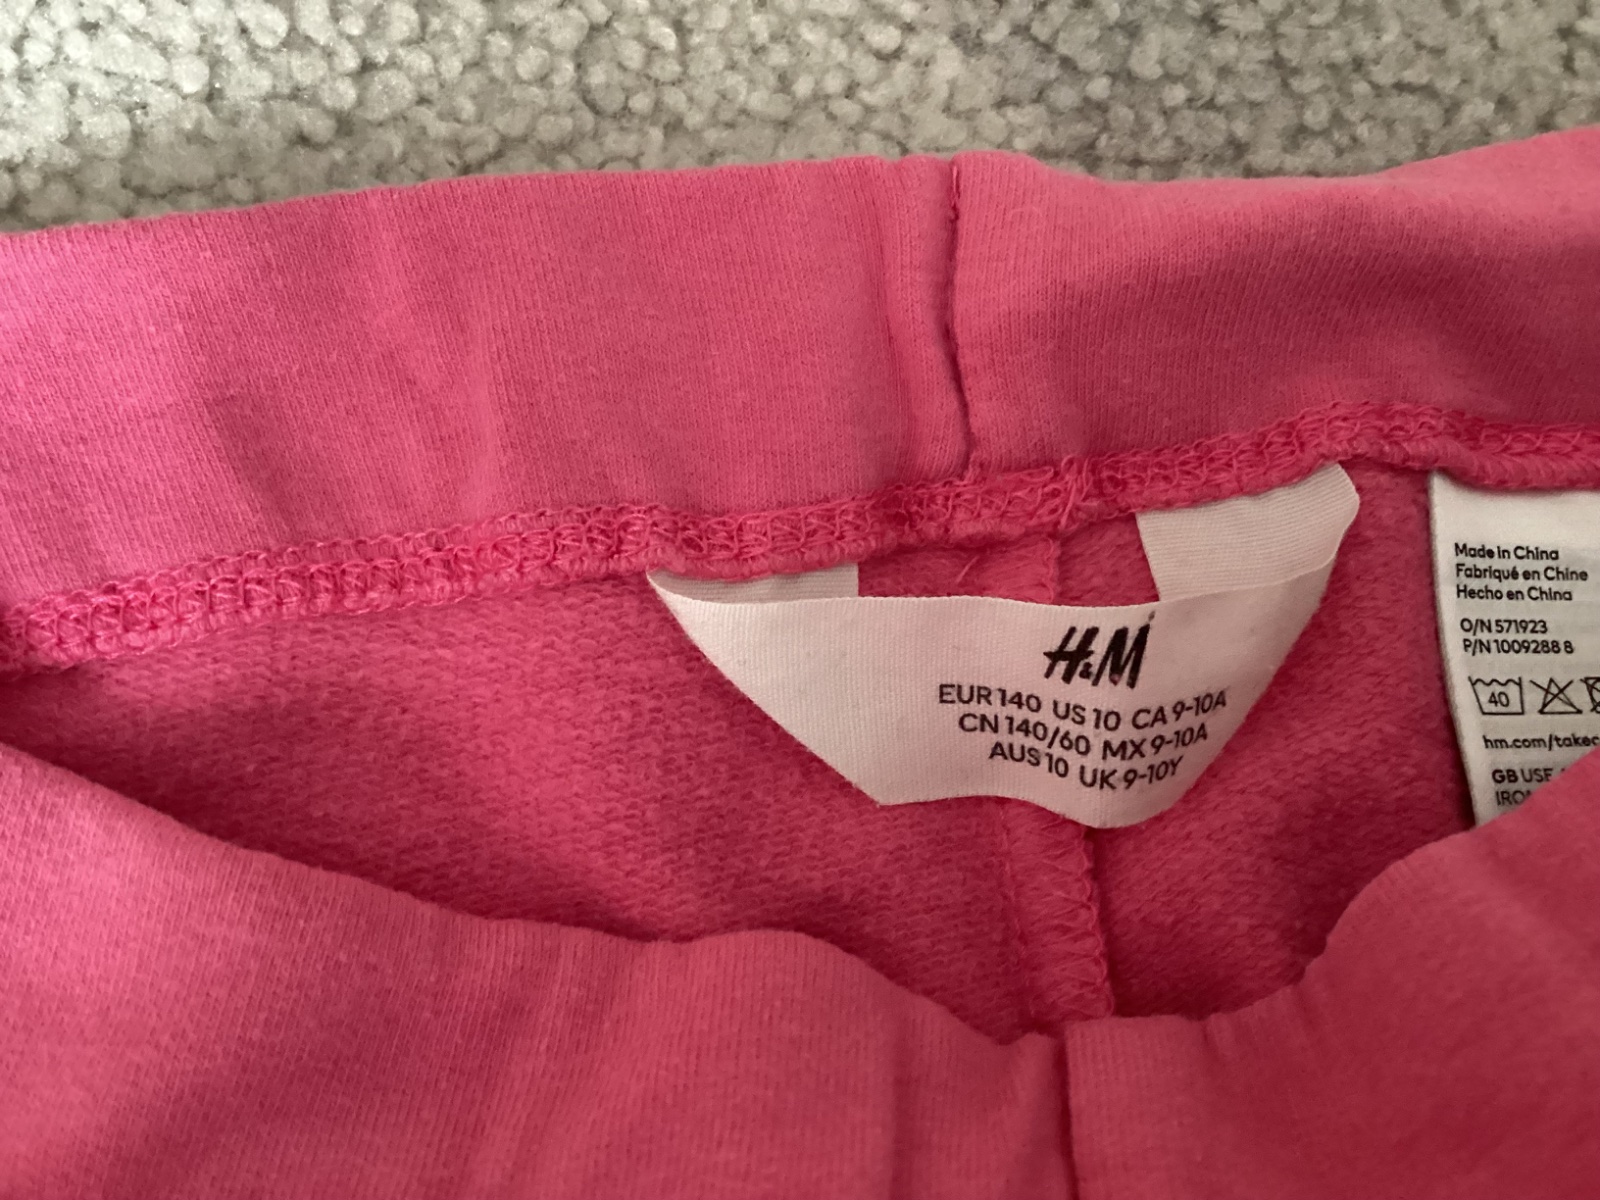 H&M
EUR 140 US 10 CA 9-10A
CN 140/60 MX 9-10A
AUS 10 UK 9-10Y
Made in China
Fabriqué en Chine
Hecho en China
O/N 571923
P/N 1009288 8
40
hm.com/takec
GB USE
IRON